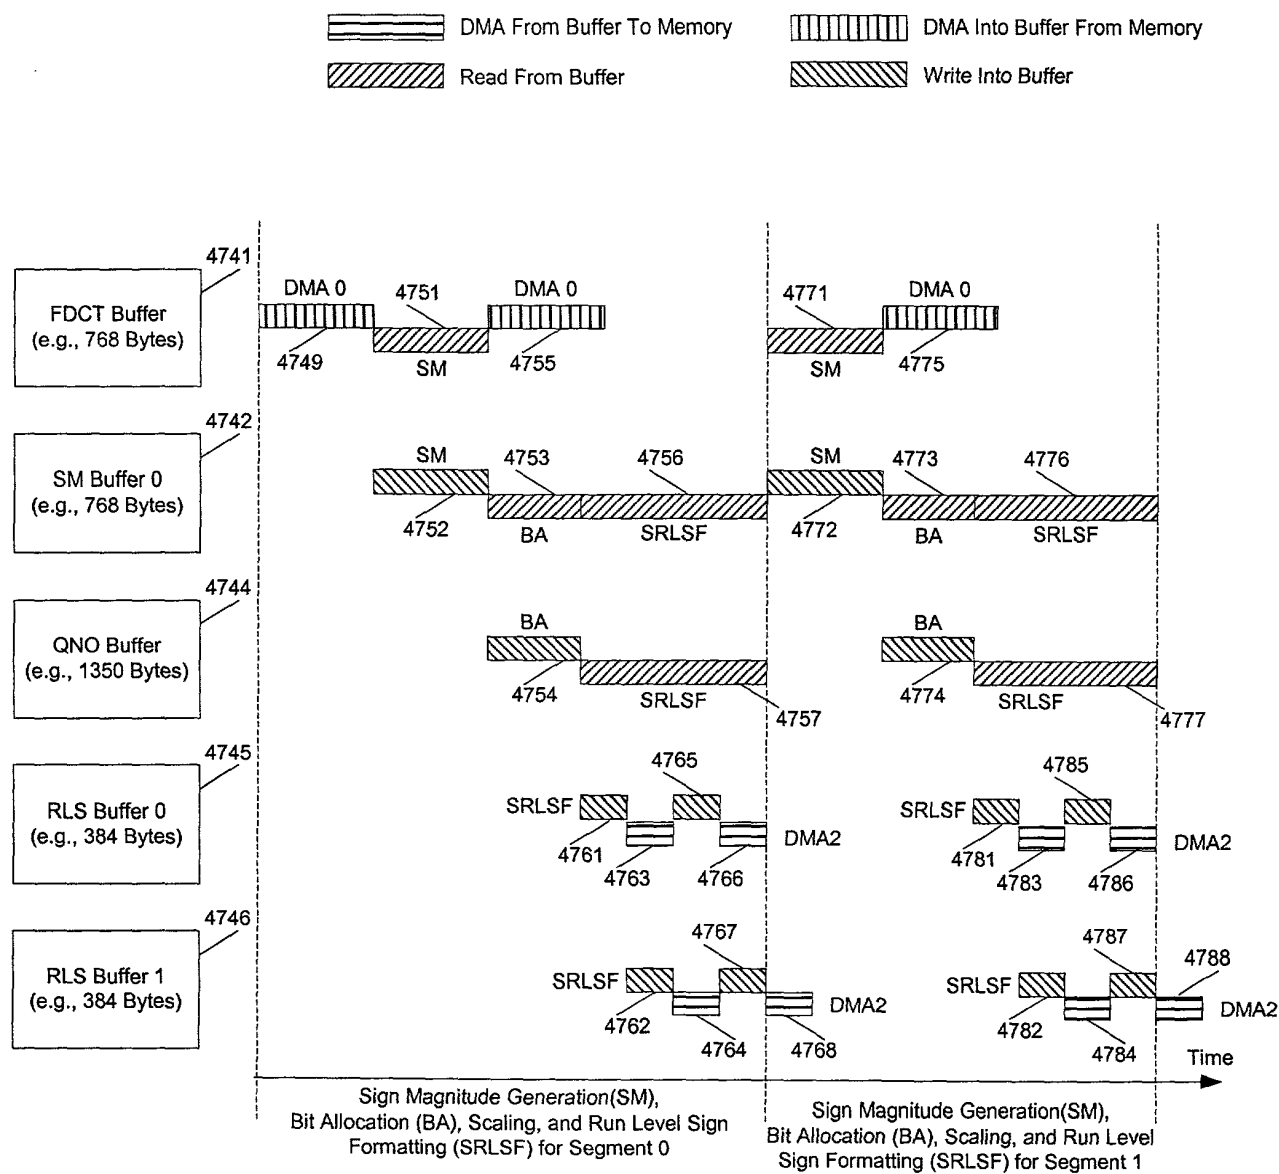 DMA From Buffer To Memory
DMA Into Buffer From Memory
Read From Buffer
Write Into Buffer
4741
FDCT Buffer
(e.g., 768 Bytes)
DMA 0
4751
DMA 0
4771
DMA 0
4749
SM
4755
SM
4775
4742
SM Buffer 0
(e.g., 768 Bytes)
SM
4753
4756
SM
4773
4776
4752
BA
SRLSF
4772
BA
SRLSF
4744
QNO Buffer
(e.g., 1350 Bytes)
BA
BA
4754
SRLSF
4757
4774
SRLSF
4777
4745
RLS Buffer 0
(e.g., 384 Bytes)
4765
4785
SRLSF
SRLSF
DMA2
DMA2
4761
4763
4766
4781
4783
4786
4746
RLS Buffer 1
(e.g., 384 Bytes)
4767
4787
4788
SRLSF
SRLSF
DMA2
DMA2
4762
4764
4768
4782
4784
Time
Sign Magnitude Generation(SM),
Bit Allocation (BA), Scaling, and Run Level Sign
Formatting (SRLSF) for Segment 0
Sign Magnitude Generation(SM),
Bit Allocation (BA), Scaling, and Run Level
Sign Formatting (SRLSF) for Segment 1